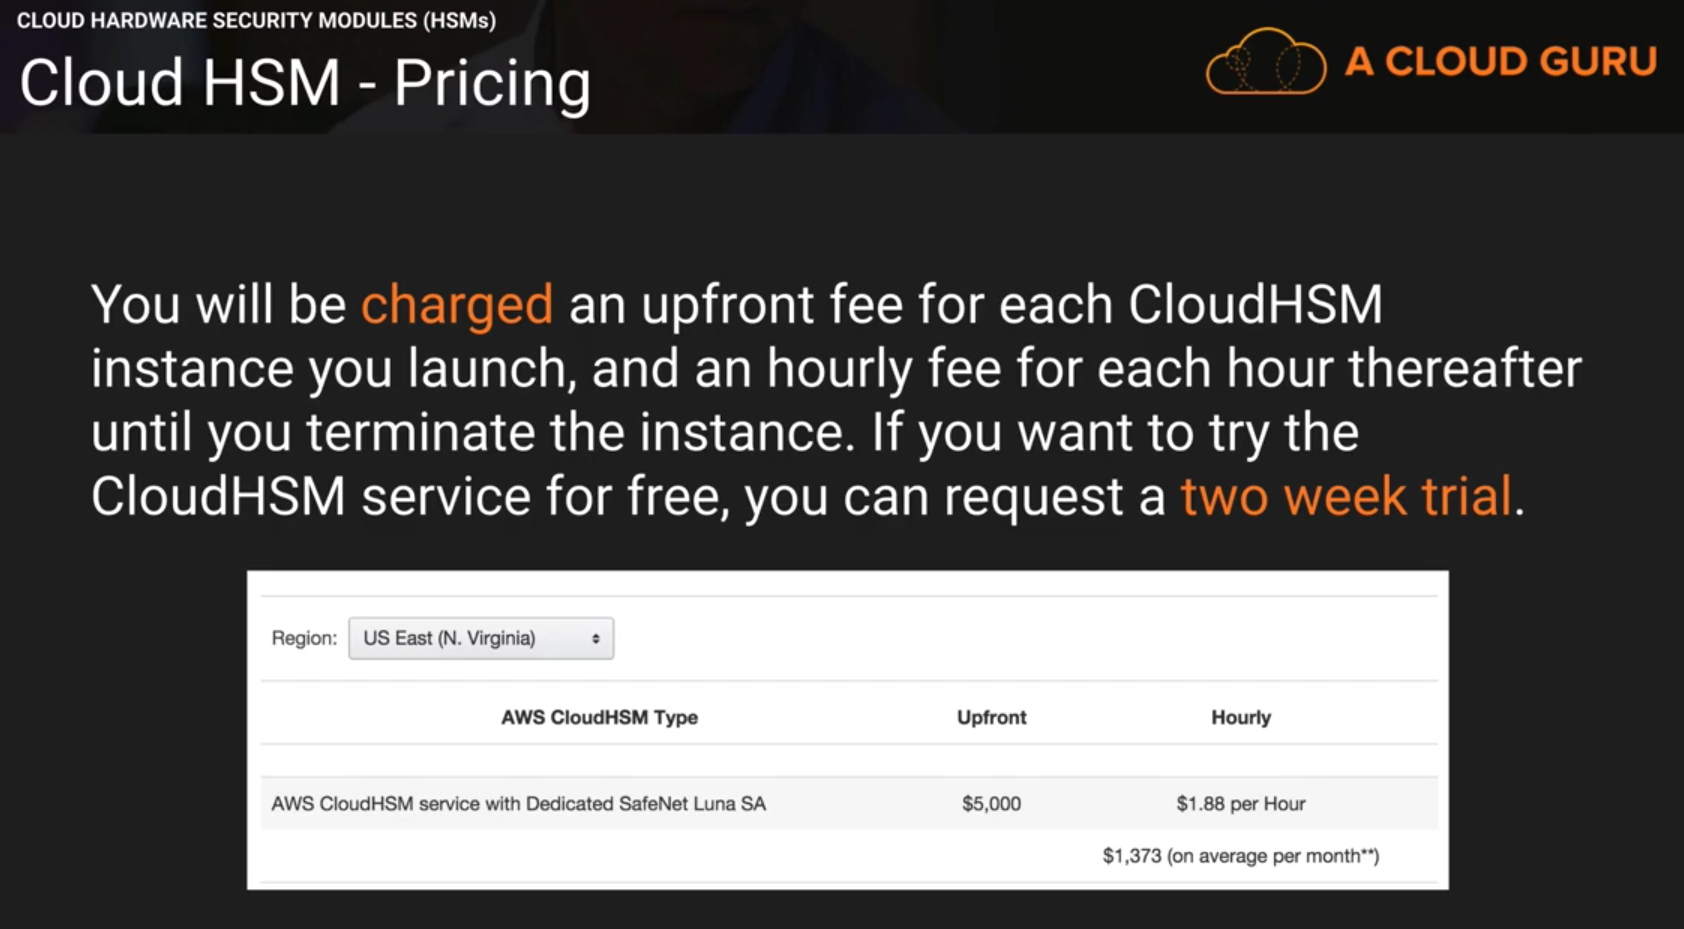 CLOUD HARDWARE SECURITY MODULES (HSMs)
Cloud HSM - Pricing
A CLOUD GURU
You will be charged an upfront fee for each CloudHSM
instance you launch, and an hourly fee for each hour thereafter
until you terminate the instance. If you want to try the
CloudHSM service for free, you can request a two week trial.
Region: US East (N. Virginia)
AWS CloudHSM Type Upfront Hourly
AWS CloudHSM service with Dedicated SafeNet Luna SA $5,000 $1.88 per Hour
$1,373 (on average per month**)